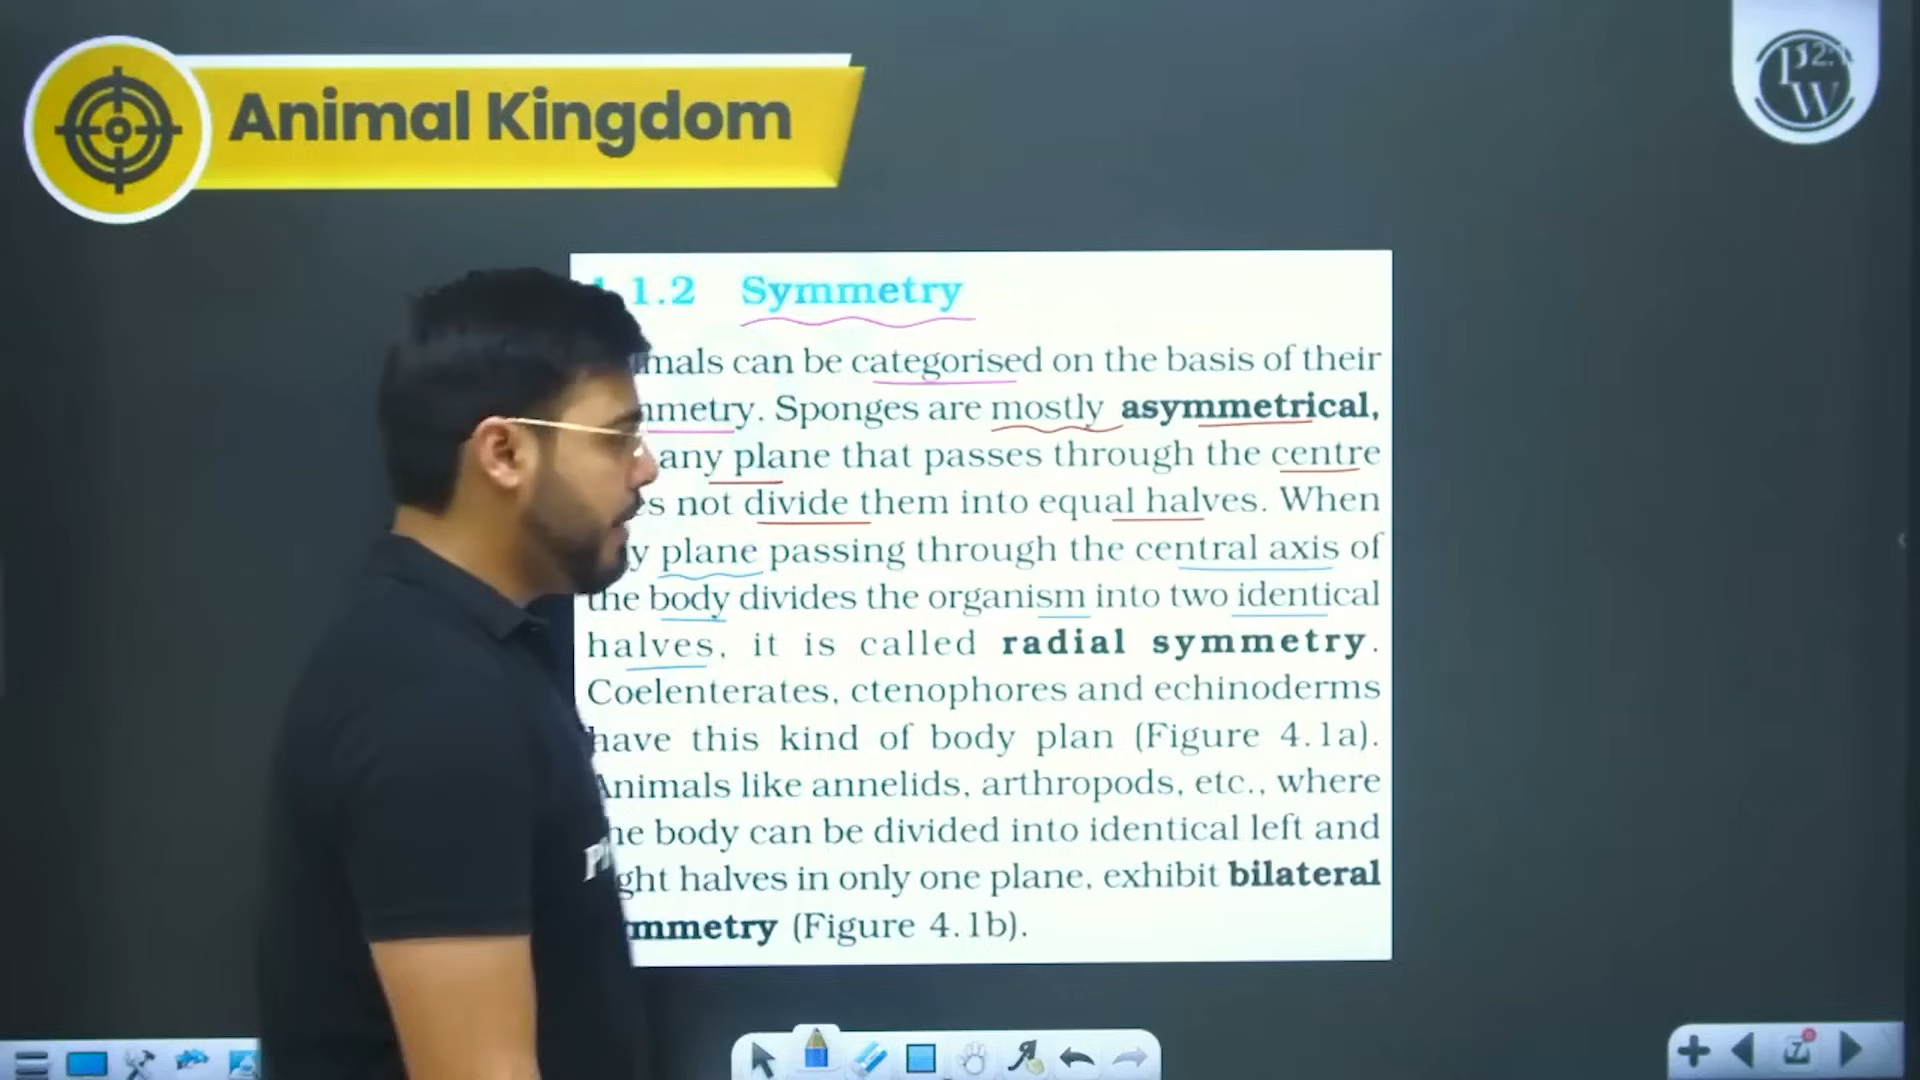 Animal Kingdom
P
W
.1.2 Symmetry
mals can be categorised on the basis of their
mmetry. Sponges are mostly asymmetrical,
any plane that passes through the centre
es not divide them into equal halves. When
y plane passing through the central axis of
the body divides the organism into two identical
halves, it is called radial symmetry.
Coelenterates, ctenophores and echinoderms
have this kind of body plan (Figure 4.1a).
Animals like annelids, arthropods, etc., where
he body can be divided into identical left and
ght halves in only one plane, exhibit bilateral
mmetry (Figure 4.1b).